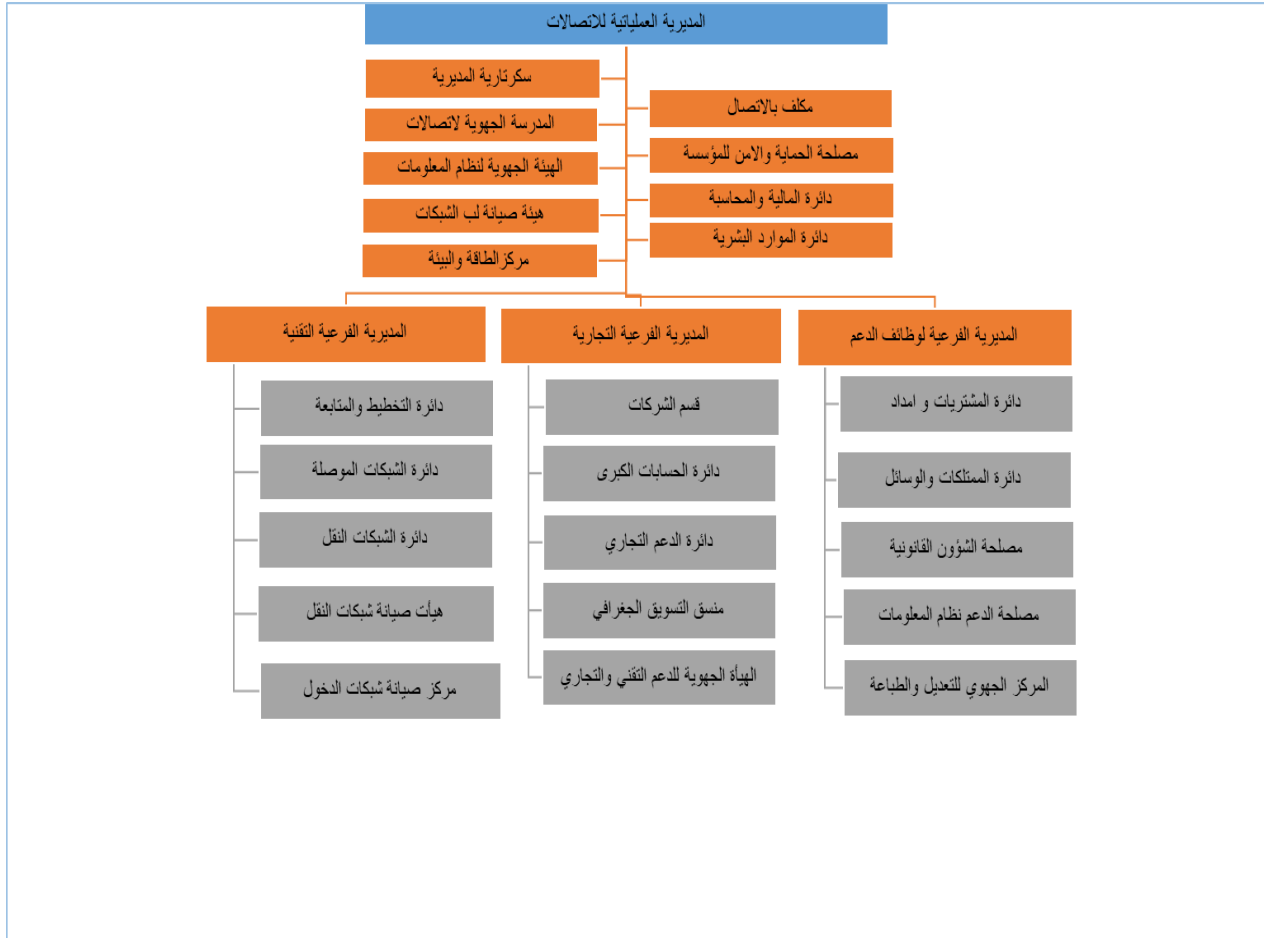 المديرية العملياتية للاتصالات
مكلف بالاتصال
مصلحة الحماية والامن للمؤسسة
دائرة المالية والمحاسبة
دائرة الموارد البشرية
سكرتارية المديرية
المدرسة الجهوية لاتصالات
الهيئة الجهوية لنظام المعلومات
هيئة صيانة لب الشبكات
مركزالطاقة والبيئة
المديرية الفرعية لوظائف الدعم
دائرة المشتريات و امداد
دائرة الممتلكات والوسائل
مصلحة الشؤون القانونية
مصلحة الدعم نظام المعلومات
المركز الجهوي للتعديل والطباعة
المديرية الفرعية التجارية
قسم الشركات
دائرة الحسابات الكبرى
دائرة الدعم التجاري
منسق التسويق الجغرافي
الهيأة الجهوية للدعم التقني والتجاري
المديرية الفرعية التقنية
دائرة التخطيط والمتابعة
دائرة الشبكات الموصلة
دائرة الشبكات النقل
هيأت صيانة شبكات النقل
مركز صيانة شبكات الدخول